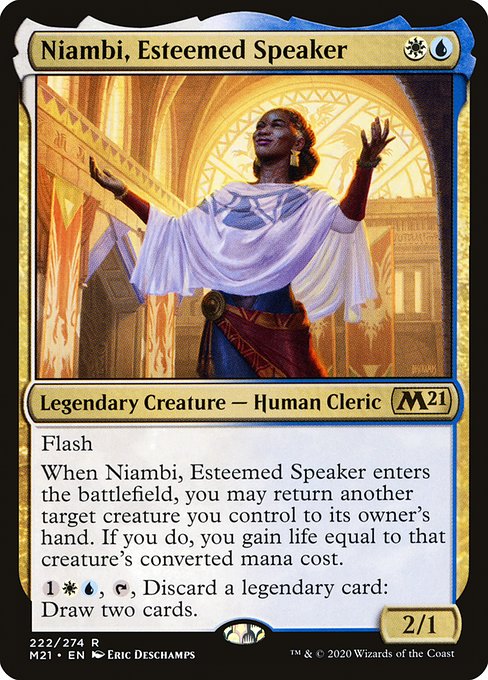 Niambi, Esteemed Speaker
Legendary Creature — Human Cleric
M21
Flash
When Niambi, Esteemed Speaker enters
the battlefield, you may return another
target creature you control to its owner's
hand. If you do, you gain life equal to that
creature's converted mana cost.
1, , Discard a legendary card:
Draw two cards.
2/1
222/274 R
M21 • EN Eric Deschamps
™ & © 2020 Wizards of the Coast